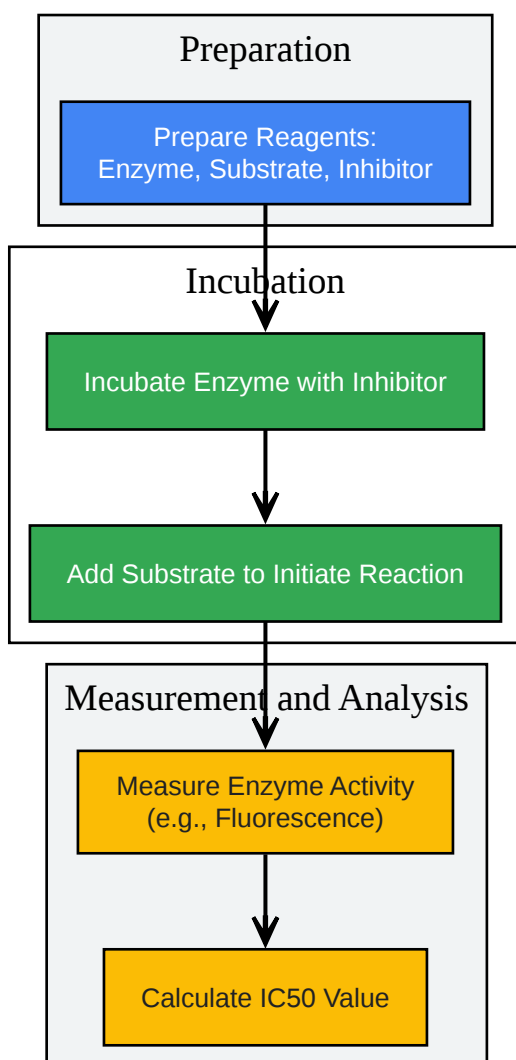 Preparation
Prepare Reagents:
Enzyme, Substrate, Inhibitor
Incubation
Incubate Enzyme with Inhibitor
Add Substrate to Initiate Reaction
Measurement and Analysis
Measure Enzyme Activity
(e.g., Fluorescence)
Calculate IC50 Value